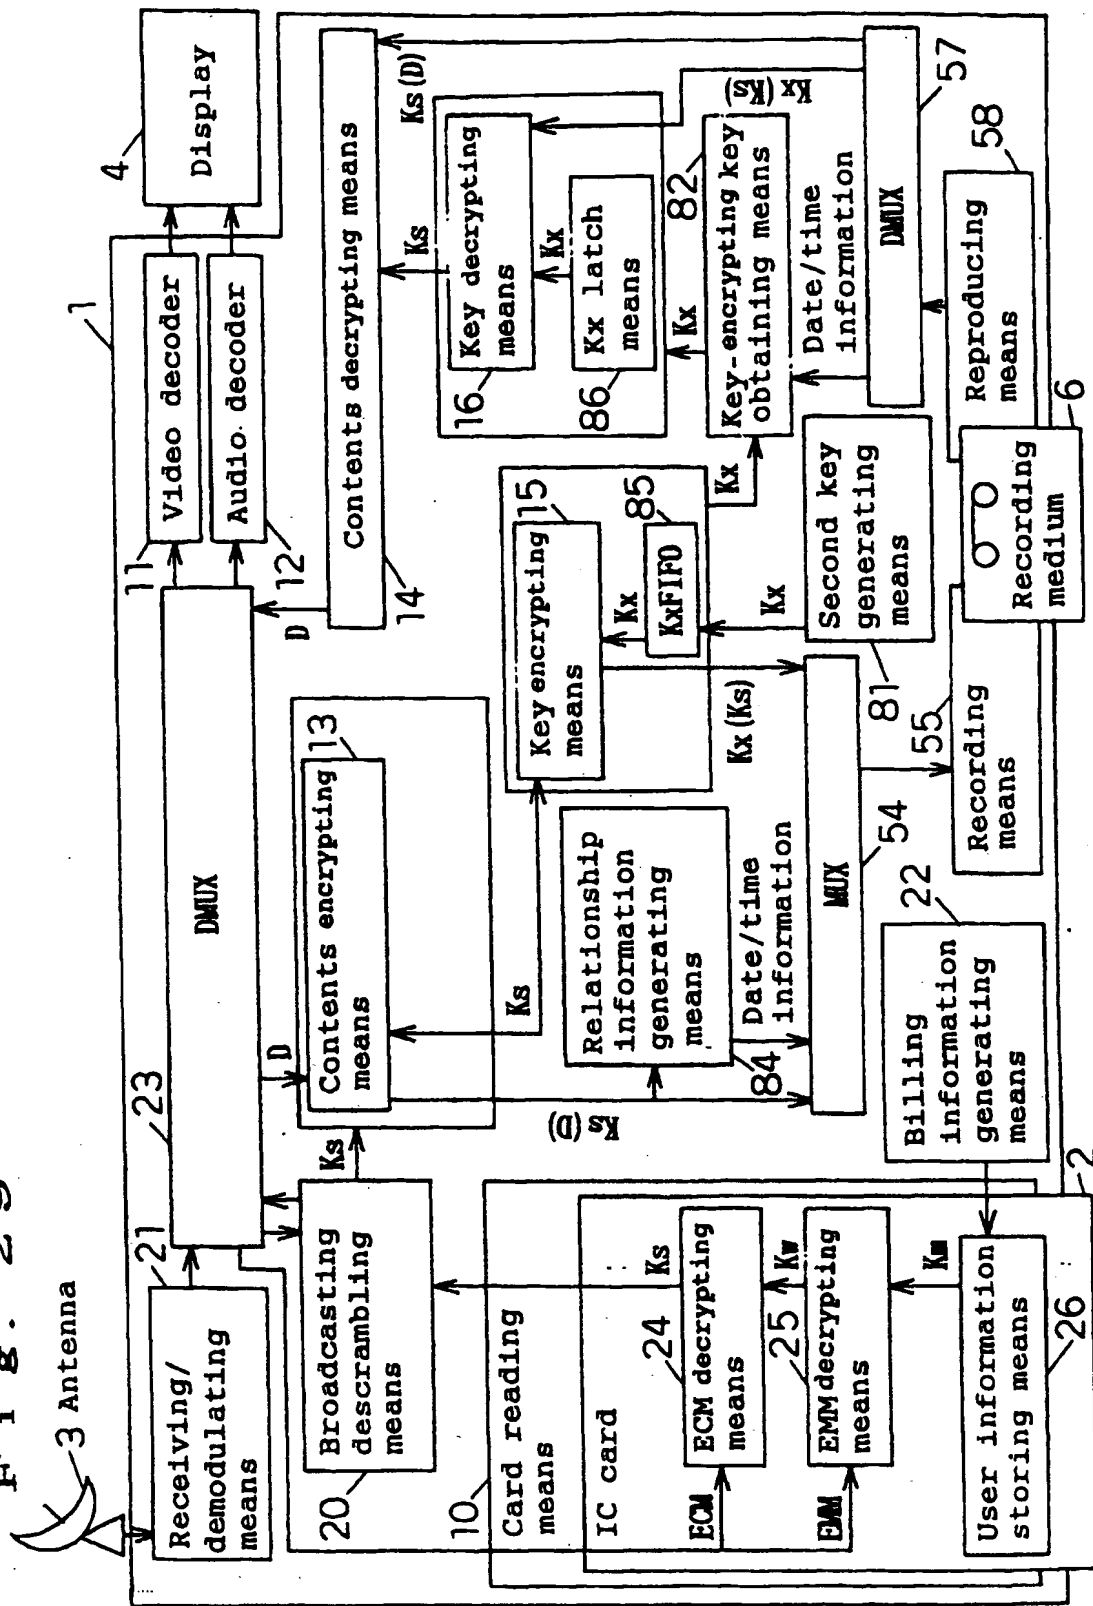 Fig. 29
3 Antenna
Receiving/
demodulating
means
21
23
DMUX
1
11
Video decoder
12
Audio decoder
4
Display
20
Broadcasting
descrambling
means
Ks
D
Contents encrypting
means
13
D
14
Contents decrypting means
Ks(D)
Ks
Ks(D)
Ks
Key encrypting
means
15
Kx
KxFIFO
85
Kx
Kx
Kx(Ks)
16
Key decrypting
means
Kx
86
Kx latch
means
Kx(Ks)
Kx
82
Key-encrypting key
obtaining means
Relationship
information
generating
means
84
Date/time
information
81
Second key
generating
means
Date/time
information
DMUX
57
MUX
54
55
Recording
means
Recording
medium
6
Reproducing
means
58
10
Card reading
means
IC card
2
Ks
24
ECM decrypting
means
ECM
Kw
25
EMM decrypting
means
EMM
Km
User information
storing means
26
Billing
information
generating
means
22